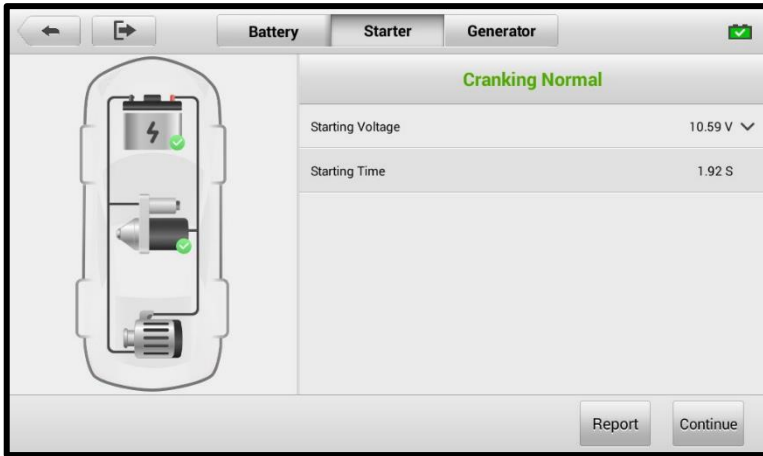 Battery Starter Generator
Cranking Normal
Starting Voltage 10.59 V
Starting Time 1.92 S
Report Continue